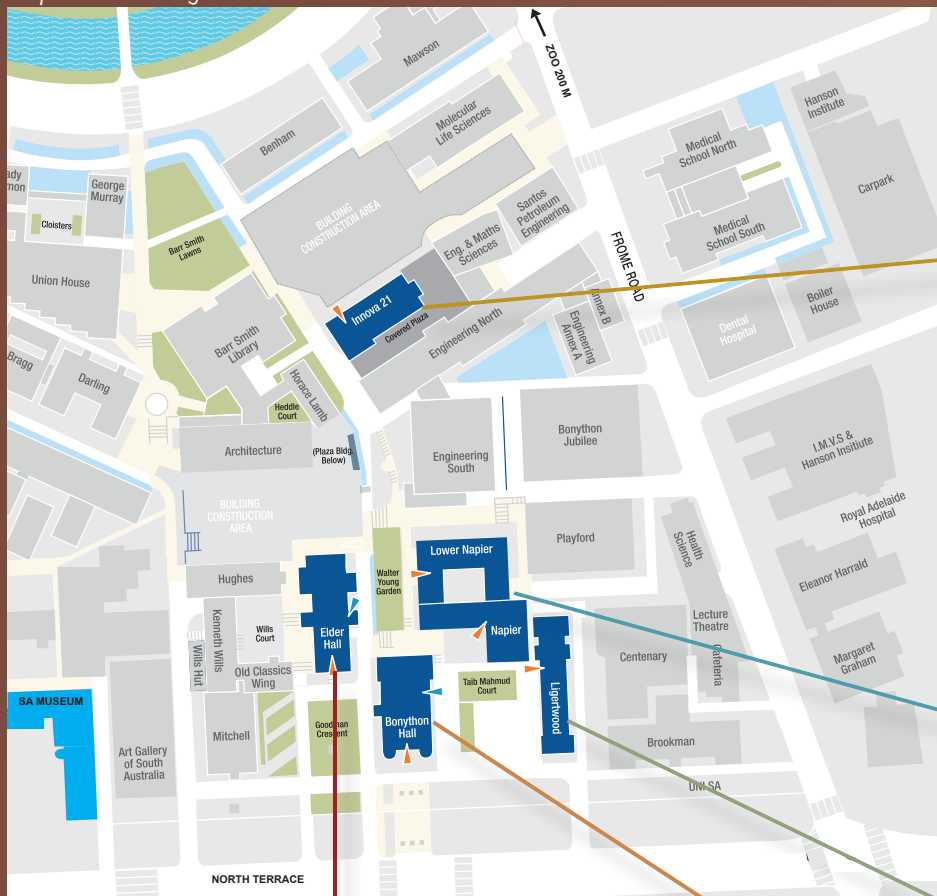 Mawson
ZOO 200 M
Hanson
Institute
Molecular
Life Sciences
Benham
Medical
School North
Carpark
George
Murray
Cloisters
Santos
Petroleum
Engineering
BUILDING
CONSTRUCTION AREA
Eng. & Maths
Sciences
Medical
School South
Barr Smith
Lawns
FROME ROAD
Union House
Innova 21
Covered Plaza
Boiler
House
Annex B
Engineering
Annex A
Engineering North
Dental
Hospital
Barr Smith
Library
Bragg
Darling
Horace Lamb
Heddle
Court
Architecture
(Plaza Bldg.
Below)
Engineering
South
Bonython
Jubilee
I.M.V.S &
Hanson Insitiute
Royal Adelaide
Hospital
BUILDING
CONSTRUCTION
AREA
Lower Napier
Playford
Health
Science
Eleanor Harrald
Hughes
Walter
Young
Garden
Kenneth Wills
Wills
Court
Elder
Hall
Napier
Lecture
Theatre
Cafeteria
Centenary
Margaret
Graham
Wills Hut
Old Classics
Wing
Taib Mahmud
Court
Ligertwood
SA MUSEUM
Mitchell
Goodman
Crescent
Bonython
Hall
Brookman
Art Gallery
of South
Australia
UNI SA
NORTH TERRACE